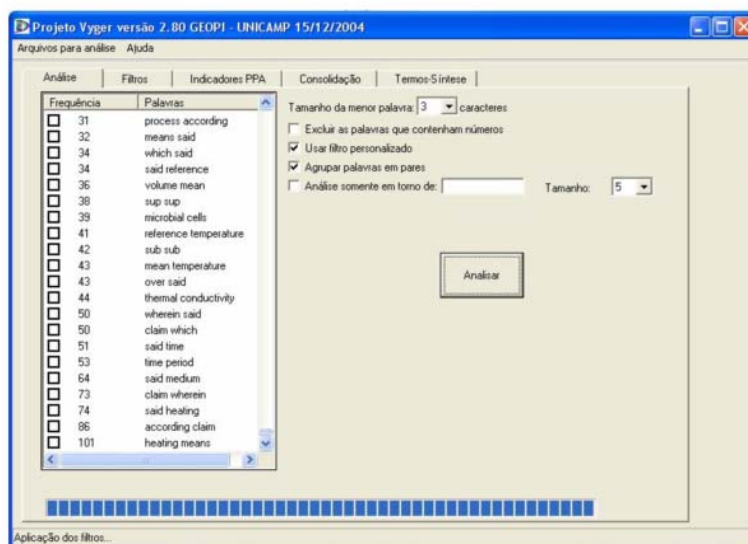 Projeto Vyger versão 2.80 GEOPI - UNICAMP 15/12/2004
Arquivos para análise Ajuda
Análise Filtros Indicadores PPA Consolidação Termos-Síntese
Frequência Palavras
31 process according
32 means said
34 which said
34 said reference
36 volume mean
38 sup sup
39 microbial cells
41 reference temperature
42 sub sub
43 mean temperature
43 over said
44 thermal conductivity
50 wherein said
50 claim which
51 said time
53 time period
64 said medium
73 claim wherein
74 said heating
86 according claim
101 heating means
Tamanho da menor palavra: 3 caracteres
Excluir as palavras que contenham números
Usar filtro personalizado
Agrupar palavras em pares
Análise somente em torno de: Tamanho: 5
Analisar
Aplicação dos filtros...